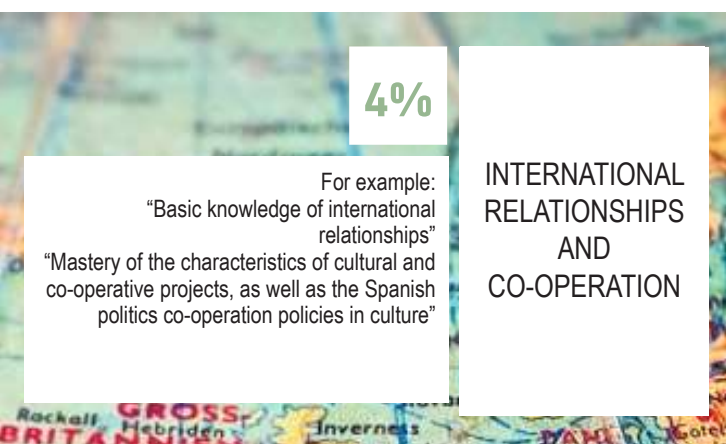 4%
For example:
“Basic knowledge of international
relationships”
“Mastery of the characteristics of cultural and
co-operative projects, as well as the Spanish
politics co-operation policies in culture”
INTERNATIONAL
RELATIONSHIPS
AND
CO-OPERATION
Rockall
GROSS-
Hebriden
Inverness
BRITANNIEN